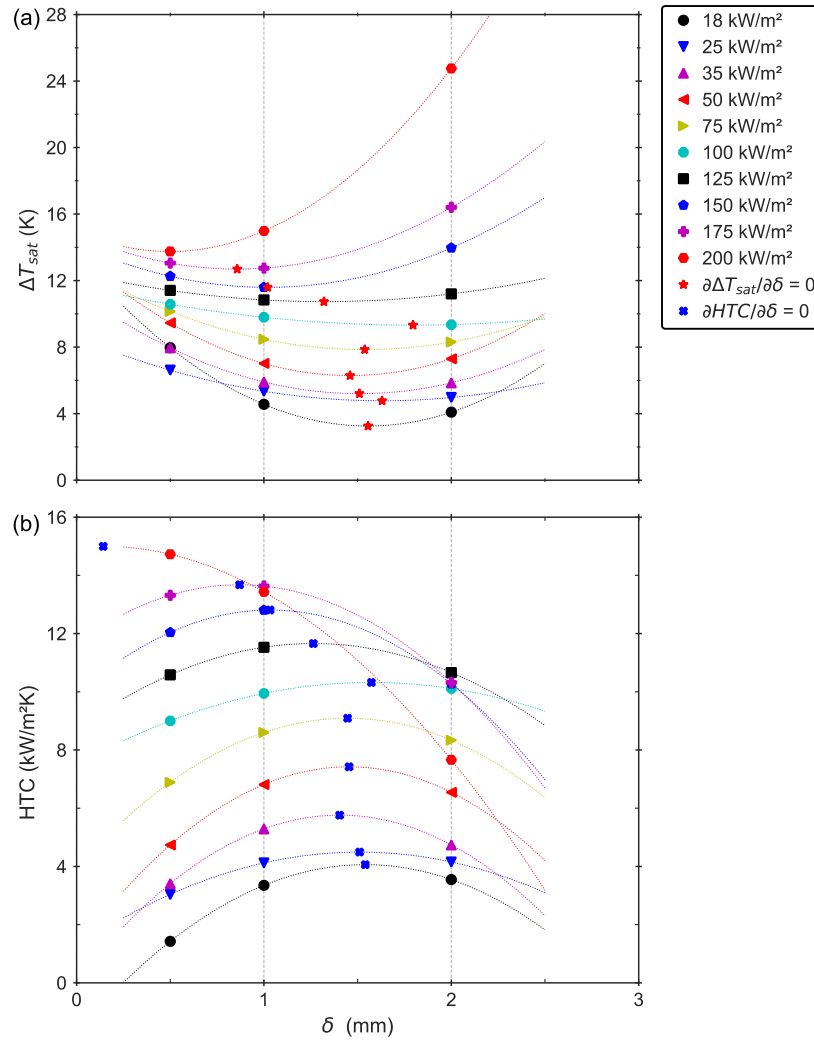 (a)
28
24
20
16
12
8
4
0
ΔT_sat (K)
18 kW/m²
25 kW/m²
35 kW/m²
50 kW/m²
75 kW/m²
100 kW/m²
125 kW/m²
150 kW/m²
175 kW/m²
200 kW/m²
∂ΔT_sat/∂δ = 0
∂HTC/∂δ = 0
(b)
16
12
8
4
0
HTC (kW/m²K)
0 1 2 3
δ (mm)